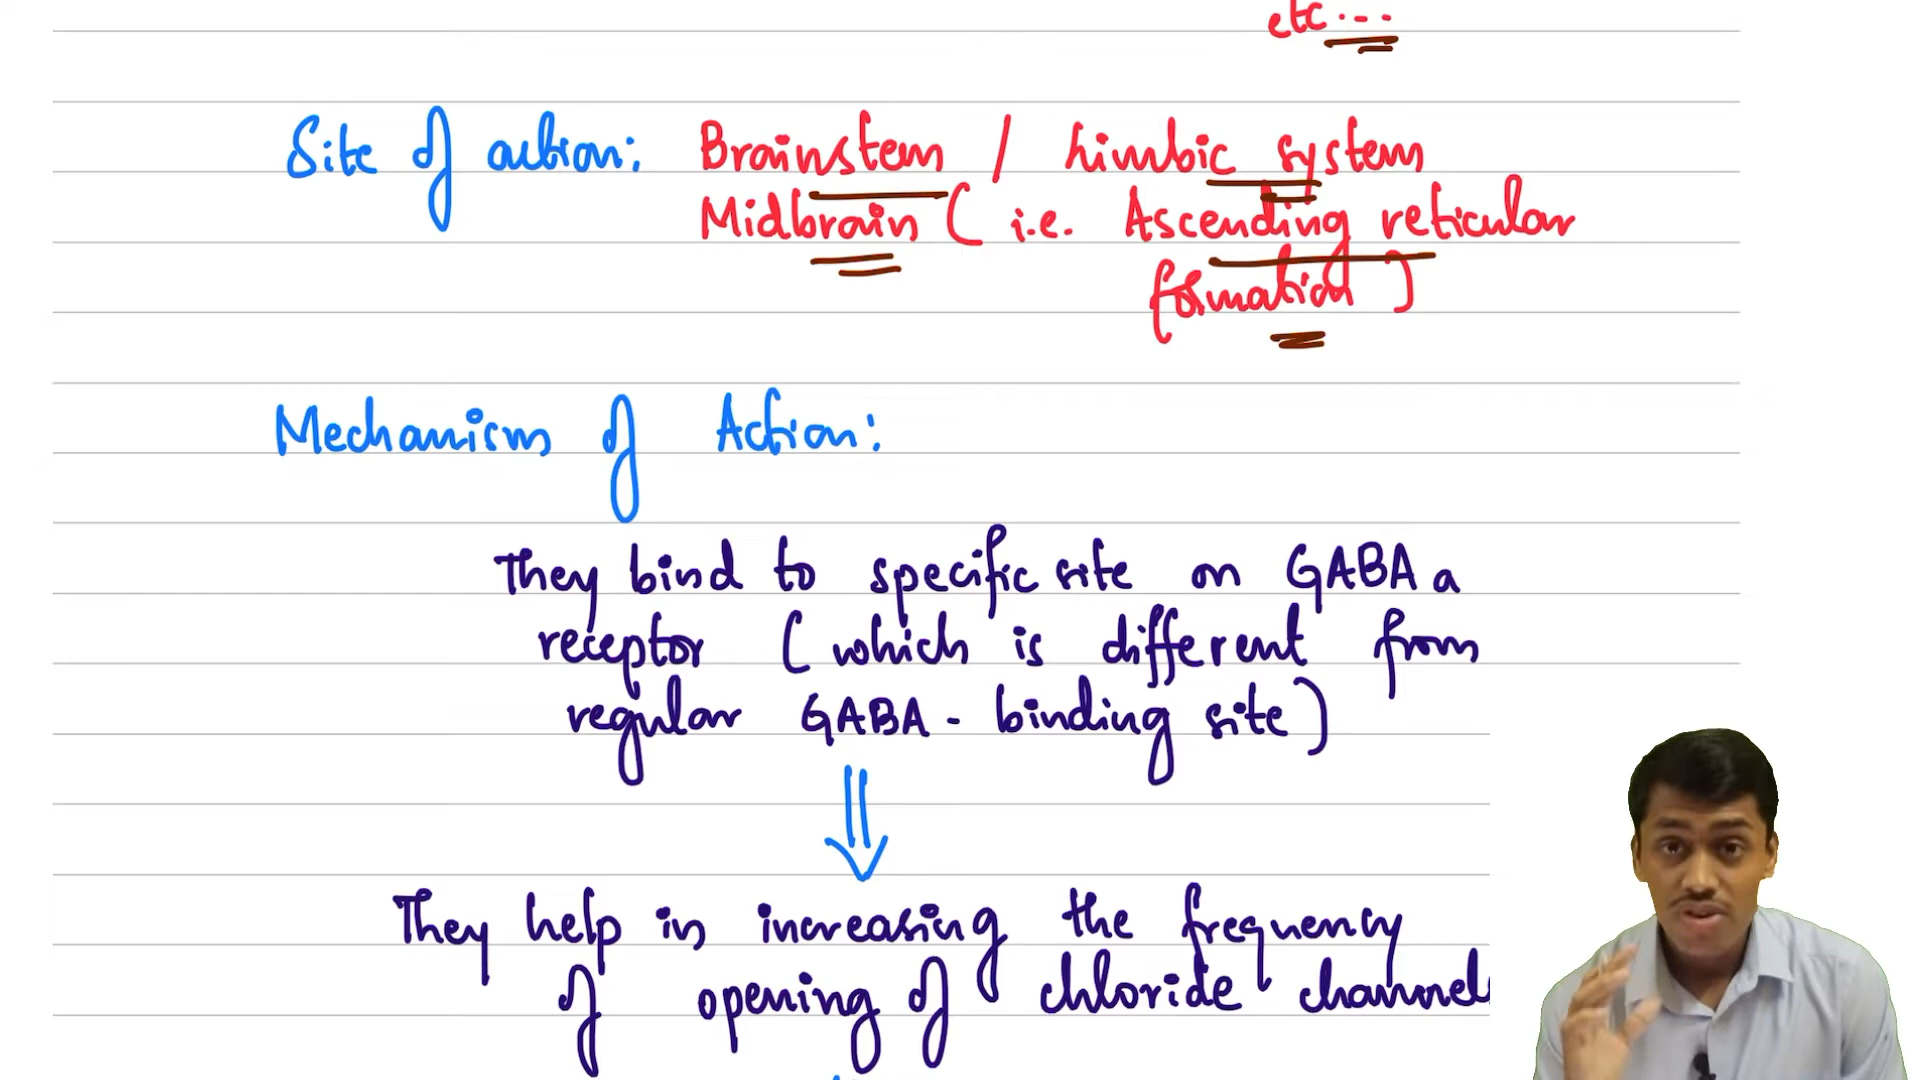 etc...
Site of action: Brainstem / Limbic system
Midbrain ( i.e. Ascending reticular
formation )
Mechanism of Action:
They bind to specific site on GABA a
receptor ( which is different from
regular GABA - binding site )
They help in increasing the frequency
of opening of chloride channels